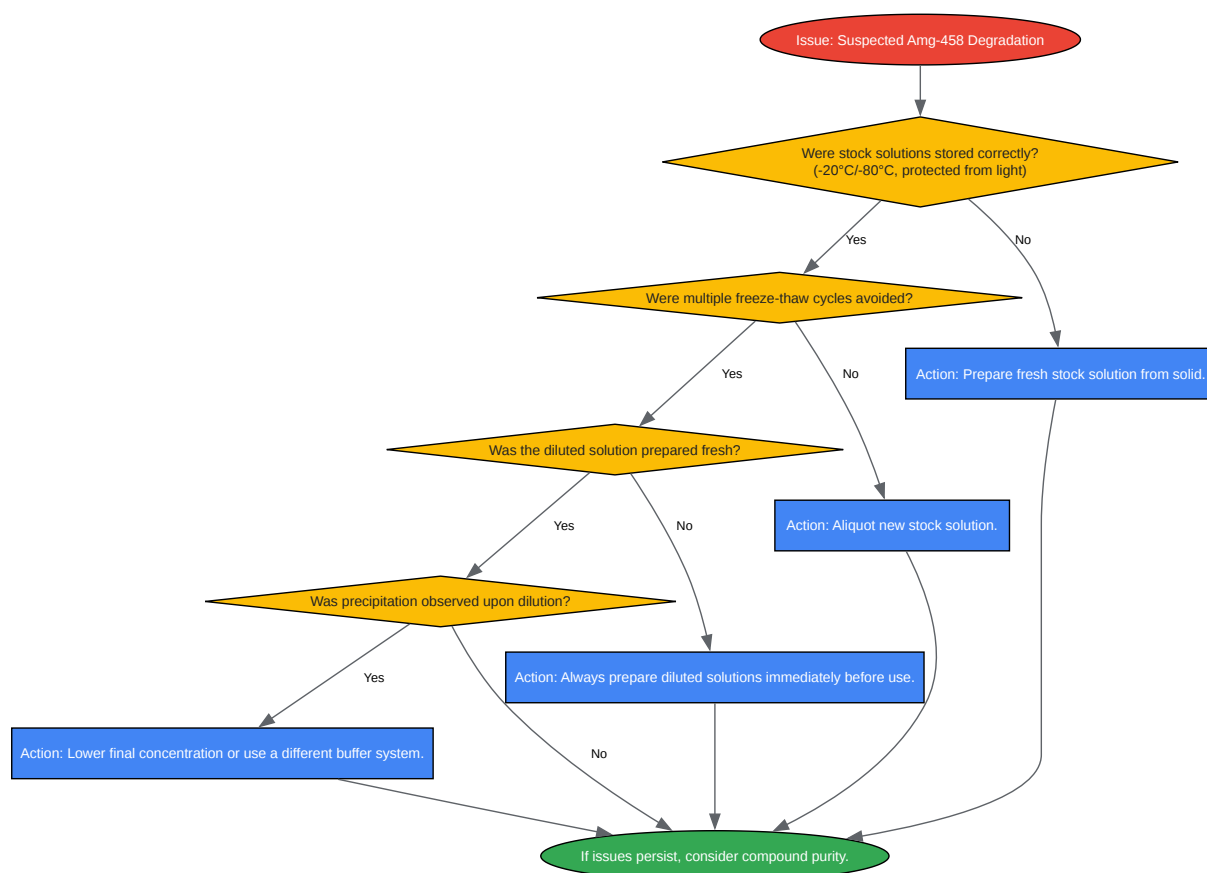 Issue: Suspected Amg-458 Degradation
Were stock solutions stored correctly?
(-20°C/-80°C, protected from light)
Yes
No
Were multiple freeze-thaw cycles avoided?
Action: Prepare fresh stock solution from solid.
Yes
No
Was the diluted solution prepared fresh?
Action: Aliquot new stock solution.
Yes
No
Was precipitation observed upon dilution?
Action: Always prepare diluted solutions immediately before use.
Yes
No
Action: Lower final concentration or use a different buffer system.
If issues persist, consider compound purity.